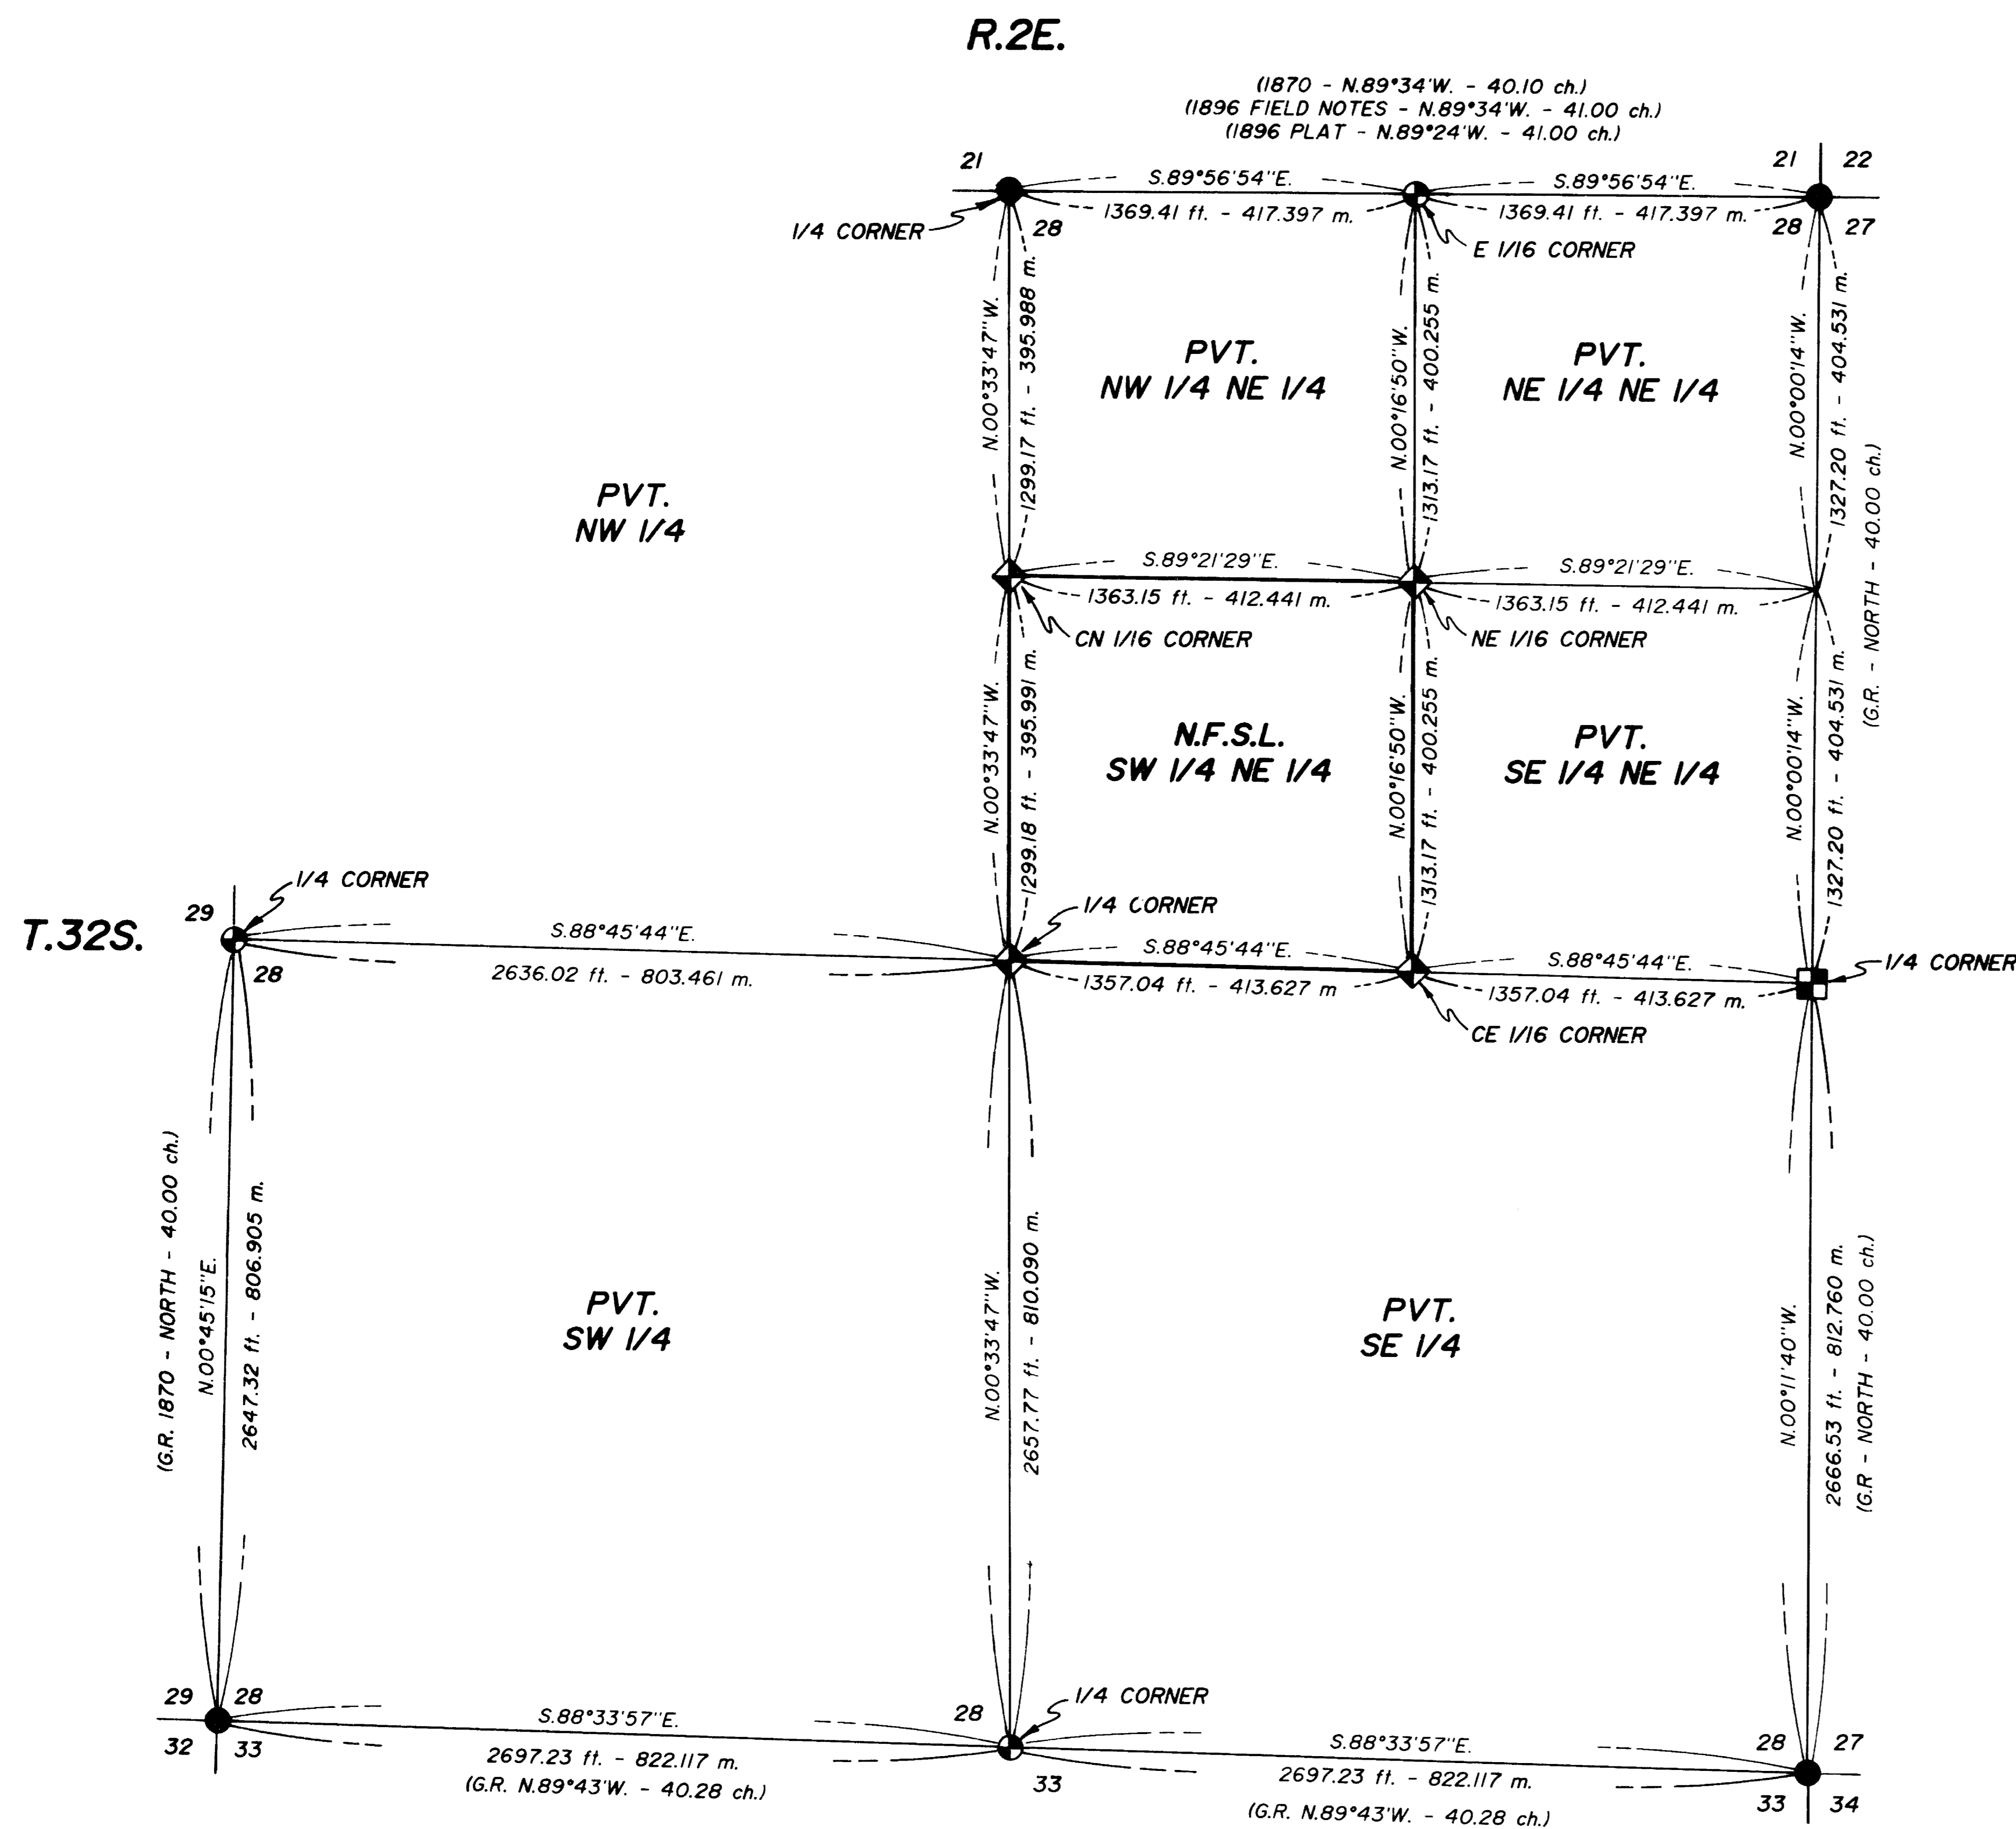 R.2E.
(1870 - N.89°34'W. - 40.10 ch.)
(1896 FIELD NOTES - N.89°34'W. - 41.00 ch.)
(1896 PLAT - N.89°24'W. - 41.00 ch.)
21
21
22
S.89°56'54"E.
S.89°56'54"E.
1369.41 ft. - 417.397 m.
1369.41 ft. - 417.397 m.
1/4 CORNER
28
28
27
E 1/16 CORNER
N.00°33'47"W.
1299.17 ft. - 395.988 m.
N.00°16'50"W.
1313.17 ft. - 400.255 m.
N.00°00'14"W.
1327.20 ft. - 404.531 m.
(G.R. - NORTH - 40.00 ch.)
PVT.
NW 1/4 NE 1/4
PVT.
NE 1/4 NE 1/4
PVT.
NW 1/4
S.89°21'29"E.
S.89°21'29"E.
1363.15 ft. - 412.441 m.
1363.15 ft. - 412.441 m.
CN 1/16 CORNER
NE 1/16 CORNER
N.00°33'47"W.
1299.18 ft. - 395.991 m.
N.00°16'50"W.
1313.17 ft. - 400.255 m.
N.00°00'14"W.
1327.20 ft. - 404.531 m.
N.F.S.L.
SW 1/4 NE 1/4
PVT.
SE 1/4 NE 1/4
T.32S.
29
1/4 CORNER
28
S.88°45'44"E.
2636.02 ft. - 803.461 m.
1/4 CORNER
S.88°45'44"E.
1357.04 ft. - 413.627 m
S.88°45'44"E.
1357.04 ft. - 413.627 m.
1/4 CORNER
CE 1/16 CORNER
(G.R. 1870 - NORTH - 40.00 ch.)
N.00°45'15"E.
2647.32 ft. - 806.905 m.
PVT.
SW 1/4
N.00°33'47"W.
2657.77 ft. - 810.090 m.
PVT.
SE 1/4
N.00°11'40"W.
2666.53 ft. - 812.760 m.
(G.R - NORTH - 40.00 ch.)
29
28
32
33
S.88°33'57"E.
2697.23 ft. - 822.117 m.
(G.R. N.89°43'W. - 40.28 ch.)
28
1/4 CORNER
33
S.88°33'57"E.
2697.23 ft. - 822.117 m.
(G.R. N.89°43'W. - 40.28 ch.)
28
27
33
34